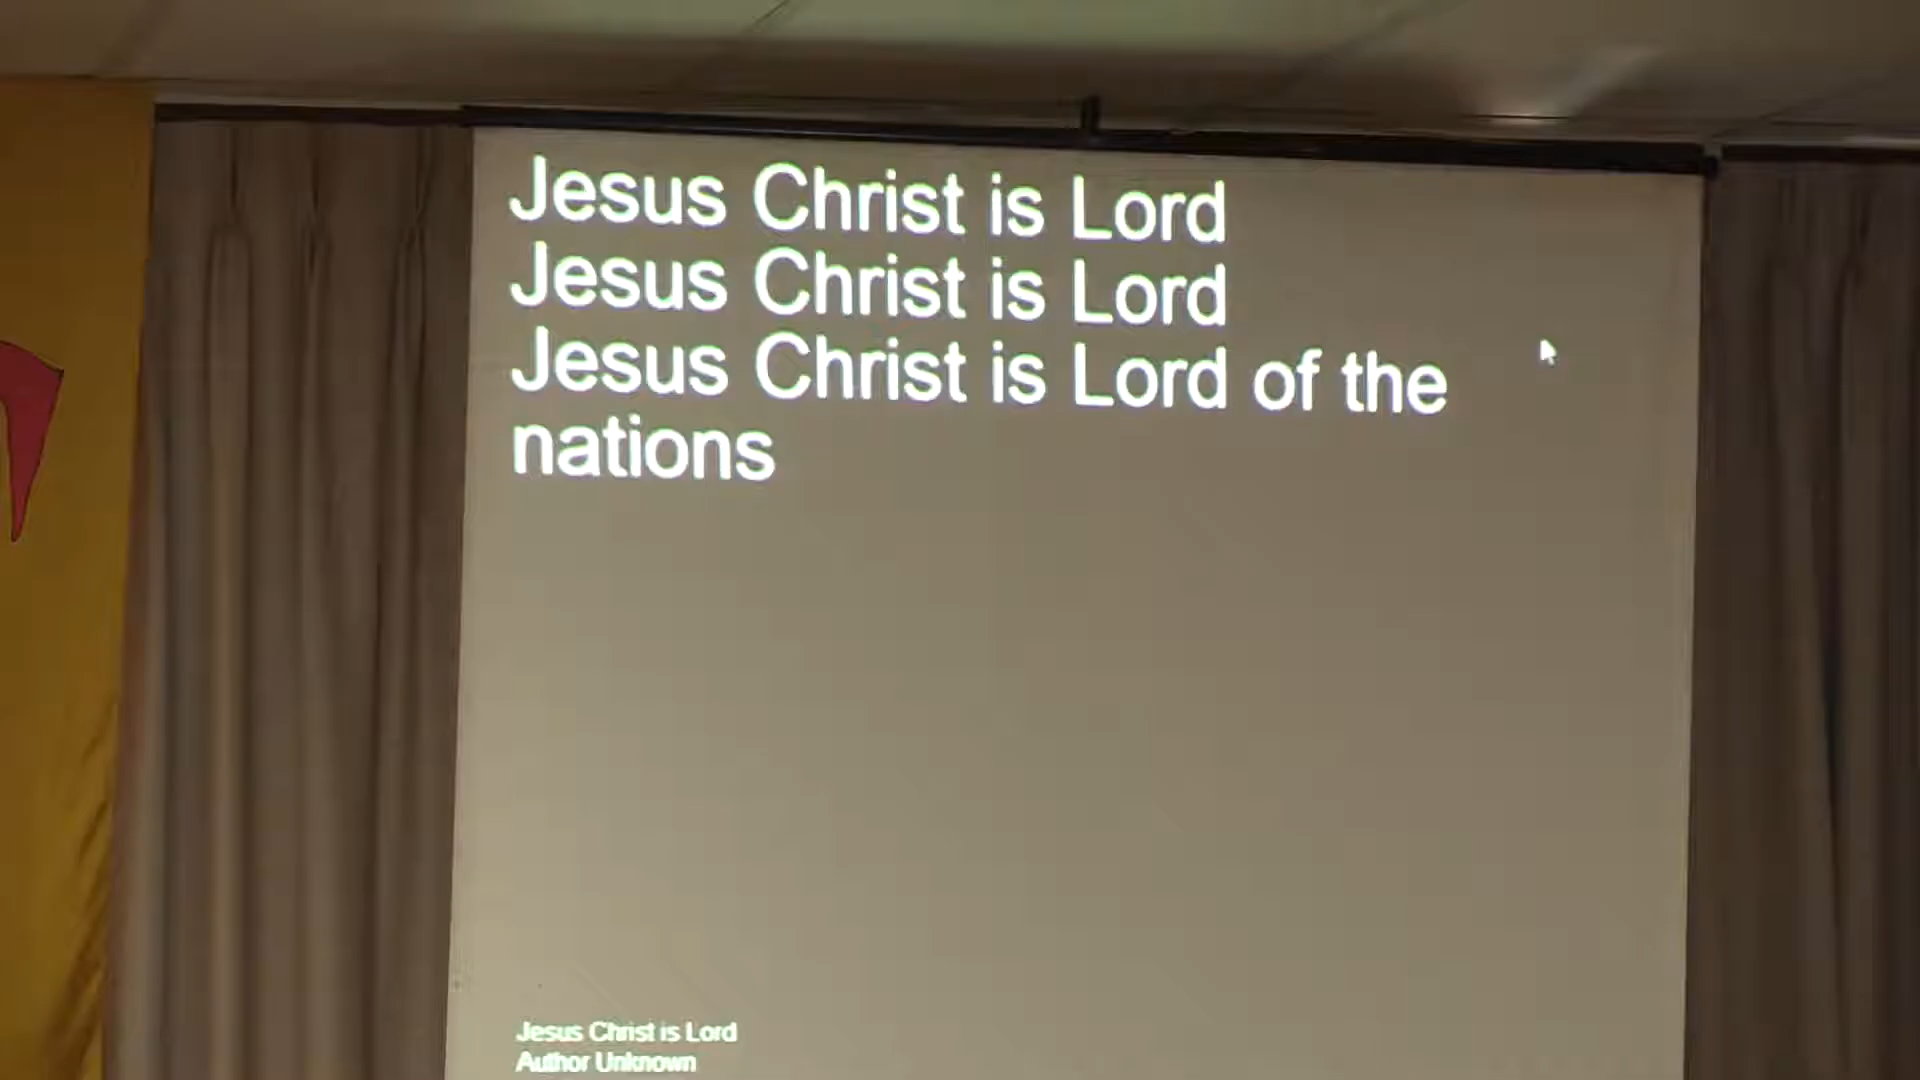 Jesus Christ is Lord
Jesus Christ is Lord
Jesus Christ is Lord of the
nations
Jesus Christ is Lord
Author Unknown